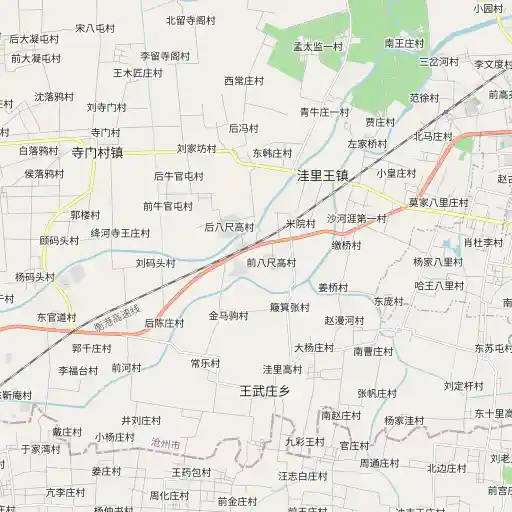 宋八屯村
北留寺阁村
小园村
后大凝屯村
孟太监一村
南王庄村
前大凝屯村
李留寺阁村
三岔河村
李文度村
王木匠庄村
西常庄村
沈落鸦村
刘寺门村
青牛庄一村
范徐村
寺门村
后冯村
贾庄村
北马庄村
白落鸦村
寺门村镇
刘家坊村
东韩庄村
左家桥村
侯落鸦村
后牛官屯村
洼里王镇
小皇庄村
郭楼村
前牛官屯村
莫家八里庄村
绛河寺王庄村
后八尺高村
米院村
沙河涯第一村
顾码头村
缴桥村
肖杜李村
杨码头村
刘码头村
前八尺高村
杨家八里村
姜桥村
哈王八里村
东官道村
衡港高速线
后陈庄村
金马驹村
簸箕张村
东庞村
赵漫河村
郭千庄村
前河村
常乐村
大杨庄村
南曹庄村
东苏屯村
李福台村
洼里高村
王武庄乡
张帆庄村
刘定杆村
井刘庄村
南赵庄村
杨家洼村
东十里
戴庄村
小杨庄村
沧州市
九彩王村
官庄村
于家湾村
姜庄村
王药包村
汪志白庄村
周通庄村
北边庄村
亢李庄村
周化庄村
前金庄村